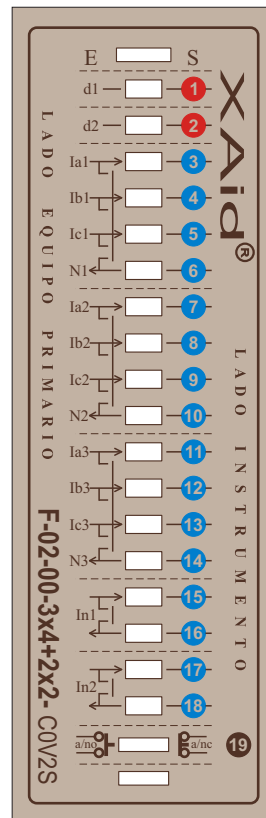 E S
d1 1
d2 2
Ia1 3
Ib1 4
Ic1 5
N1 6
Ia2 7
Ib2 8
Ic2 9
N2 10
Ia3 11
Ib3 12
Ic3 13
N3 14
In1 15
16
In2 17
18
a/no a/nc 19
XAid®
LADO EQUIPO PRIMARIO
LADO INSTRUMENTO
F-02-00-3x4+2x2- C0V2S